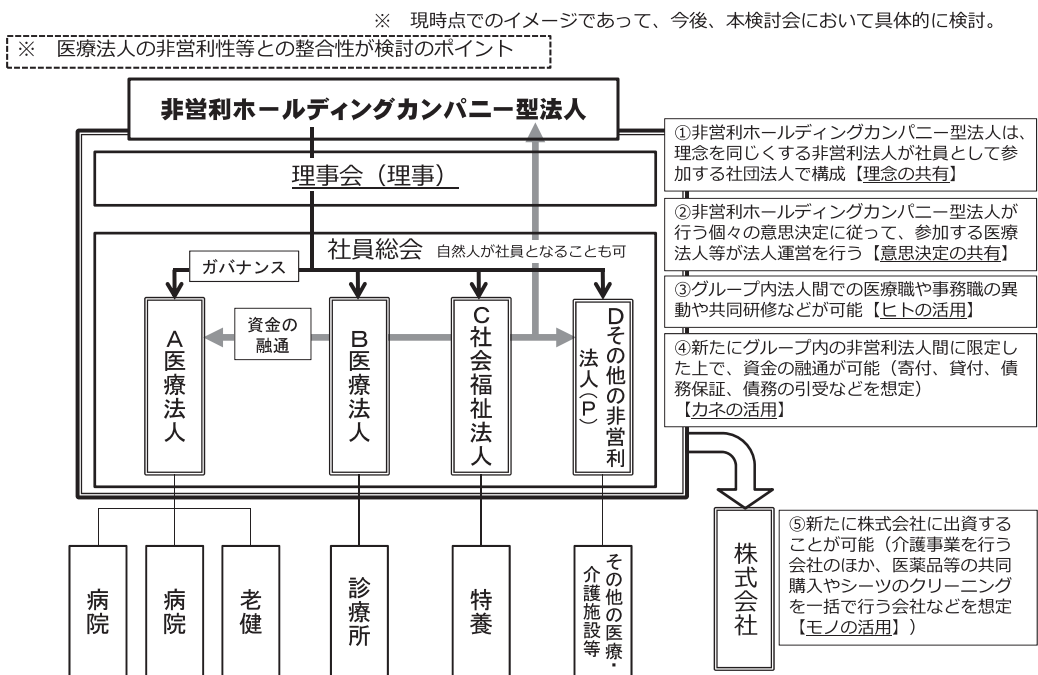 ※　現時点でのイメージであって、今後、本検討会において具体的に検討。
※　医療法人の非営利性等との整合性が検討のポイント
非営利ホールディングカンパニー型法人
理事会（理事）
社員総会　自然人が社員となることも可
ガバナンス
資金の
融通
A医療法人
B医療法人
C社会福祉法人
Dその他の非営利
法人（P）
病院
病院
老健
診療所
特養
その他の医療・
介護施設等
株式会社
①非営利ホールディングカンパニー型法人は、
理念を同じくする非営利法人が社員として参
加する社団法人で構成【理念の共有】
②非営利ホールディングカンパニー型法人が
行う個々の意思決定に従って、参加する医療
法人等が法人運営を行う【意思決定の共有】
③グループ内法人間での医療職や事務職の異
動や共同研修などが可能【ヒトの活用】
④新たにグループ内の非営利法人間に限定し
た上で、資金の融通が可能（寄付、貸付、債
務保証、債務の引受などを想定）
【カネの活用】
⑤新たに株式会社に出資する
ことが可能（介護事業を行う
会社のほか、医薬品等の共同
購入やシーツのクリーニング
を一括で行う会社などを想定
【モノの活用】）